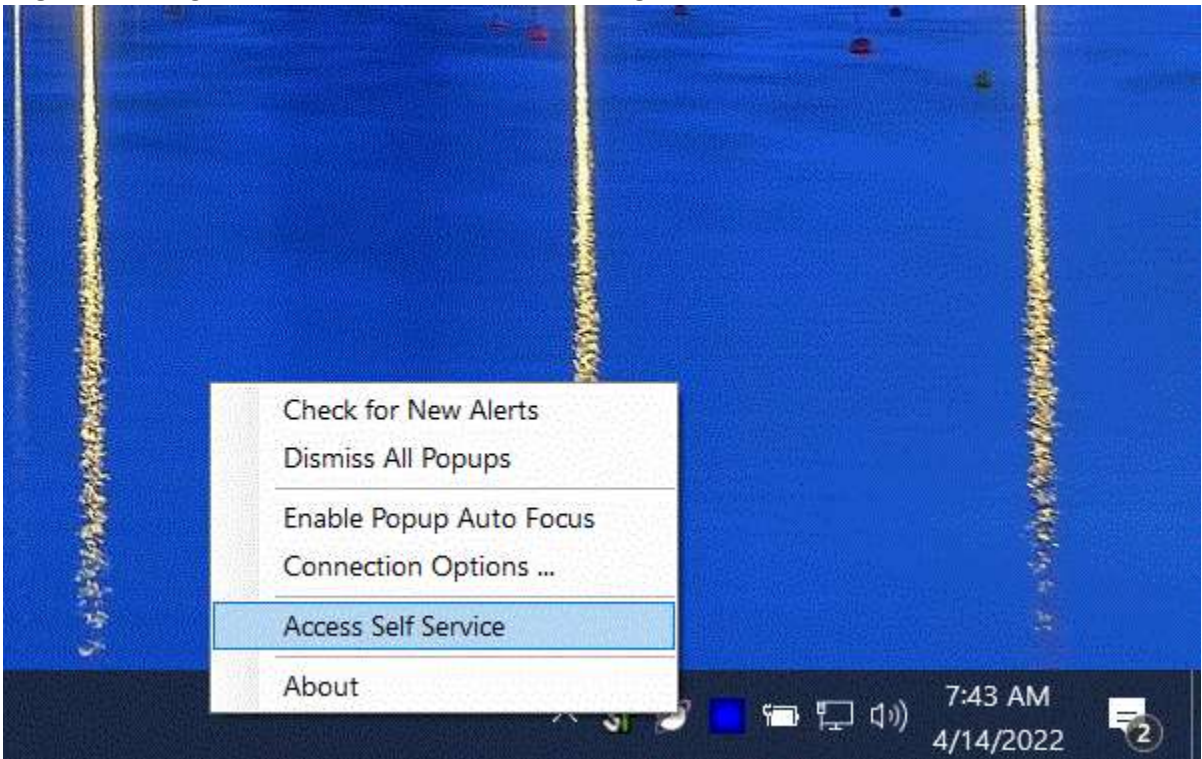 Check for New Alerts
Dismiss All Popups
Enable Popup Auto Focus
Connection Options ...
Access Self Service
About
7:43 AM
4/14/2022
2